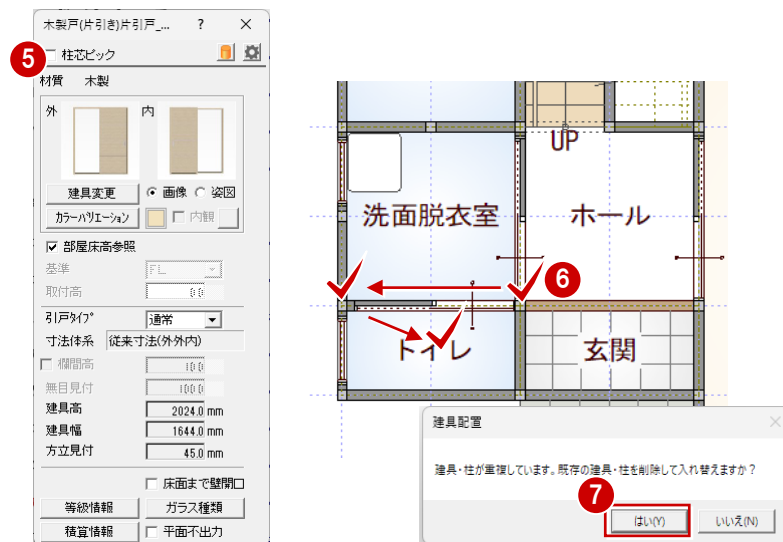 木製戸(片引き)片引戸_... ? ×
5
柱芯ピック
材質 木製
外 内
建具変更 画像 姿図
カラーバリエーション 内観
部屋床高参照
基準 FL
取付高 0.0
引戸タイプ 通常
寸法体系 従来寸法(外外内)
欄間高 100
無目見付 100.0
建具高 2024.0 mm
建具幅 1644.0 mm
方立見付 45.0 mm
床面まで壁開口
等級情報 ガラス種類
積算情報 平面不出力
UP
洗面脱衣室 ホール
6
トイレ 玄関
建具配置 ×
建具・柱が重複しています。既存の建具・柱を削除して入れ替えますか?
7
はい(Y) いいえ(N)